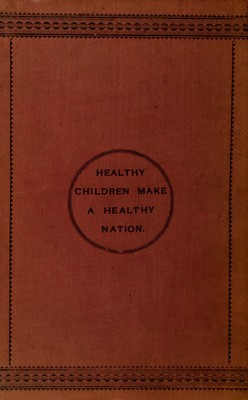 HEALTHY
CHILDREN MAKE
A HEALTHY
NATION.